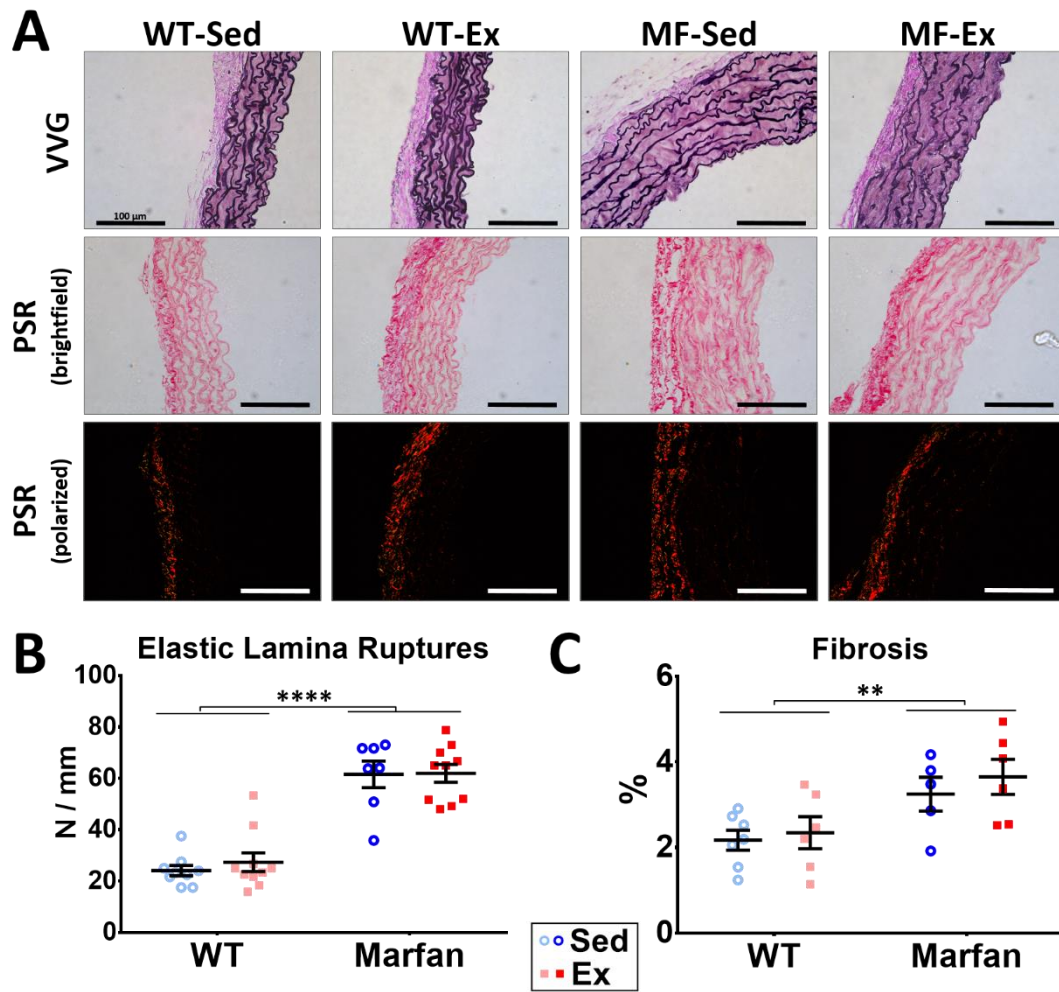 A
WT-Sed WT-Ex MF-Sed MF-Ex
VVG
100 µm
PSR
(brightfield)
PSR
(polarized)
B
Elastic Lamina Ruptures
N / mm
100
80
60
40
20
0
****
WT Marfan
C
Fibrosis
%
6
4
2
0
**
WT Marfan
Sed
Ex